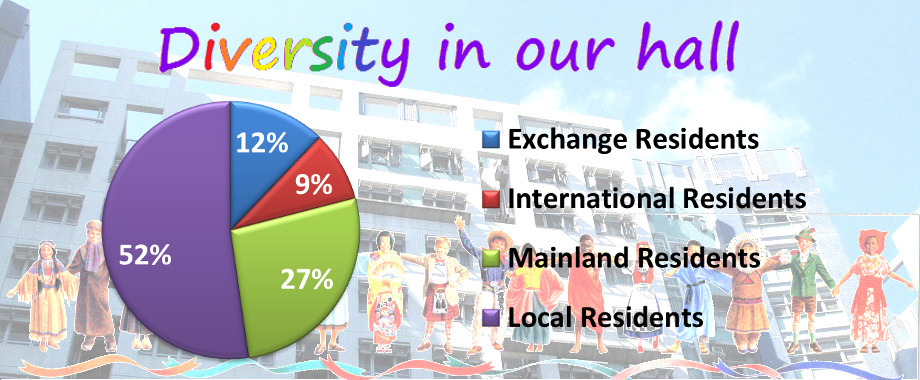 Diversity in our hall
12%
9%
27%
52%
Exchange Residents
International Residents
Mainland Residents
Local Residents